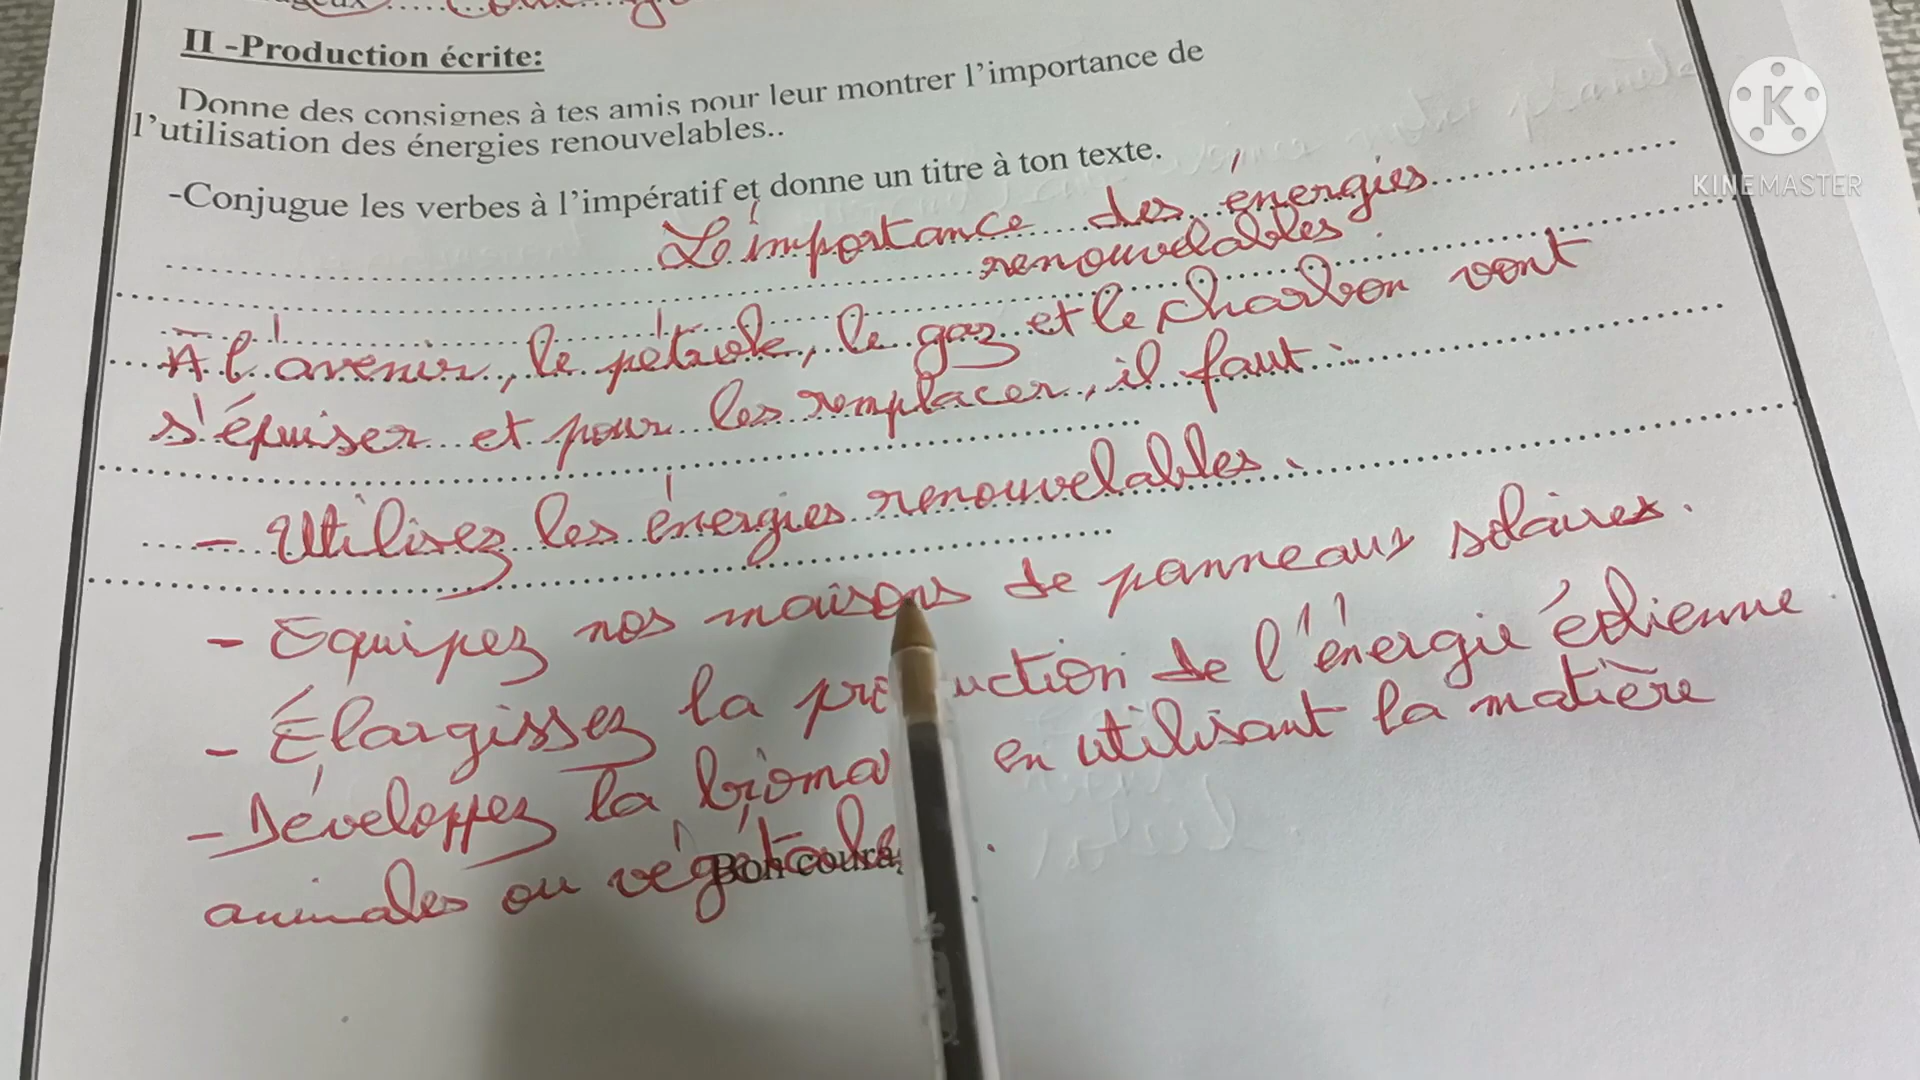 II -Production écrite:
Donne des consignes à tes amis pour leur montrer l'importance de
l'utilisation des énergies renouvelables..
-Conjugue les verbes à l'impératif et donne un titre à ton texte.
L'importance des énergies
renouvelables.
A l'avenir, le pétrole, le gaz et le charbon vont
s'épuiser et pour les remplacer, il faut :
- Utilisez les énergies renouvelables.
- Equipez nos maisons de panneaux solaires.
- Élargissez la production de l'énergie éolienne.
- Développez la bioma en utilisant la matière
animales ou végétale.
Bon coura
KINEMASTER